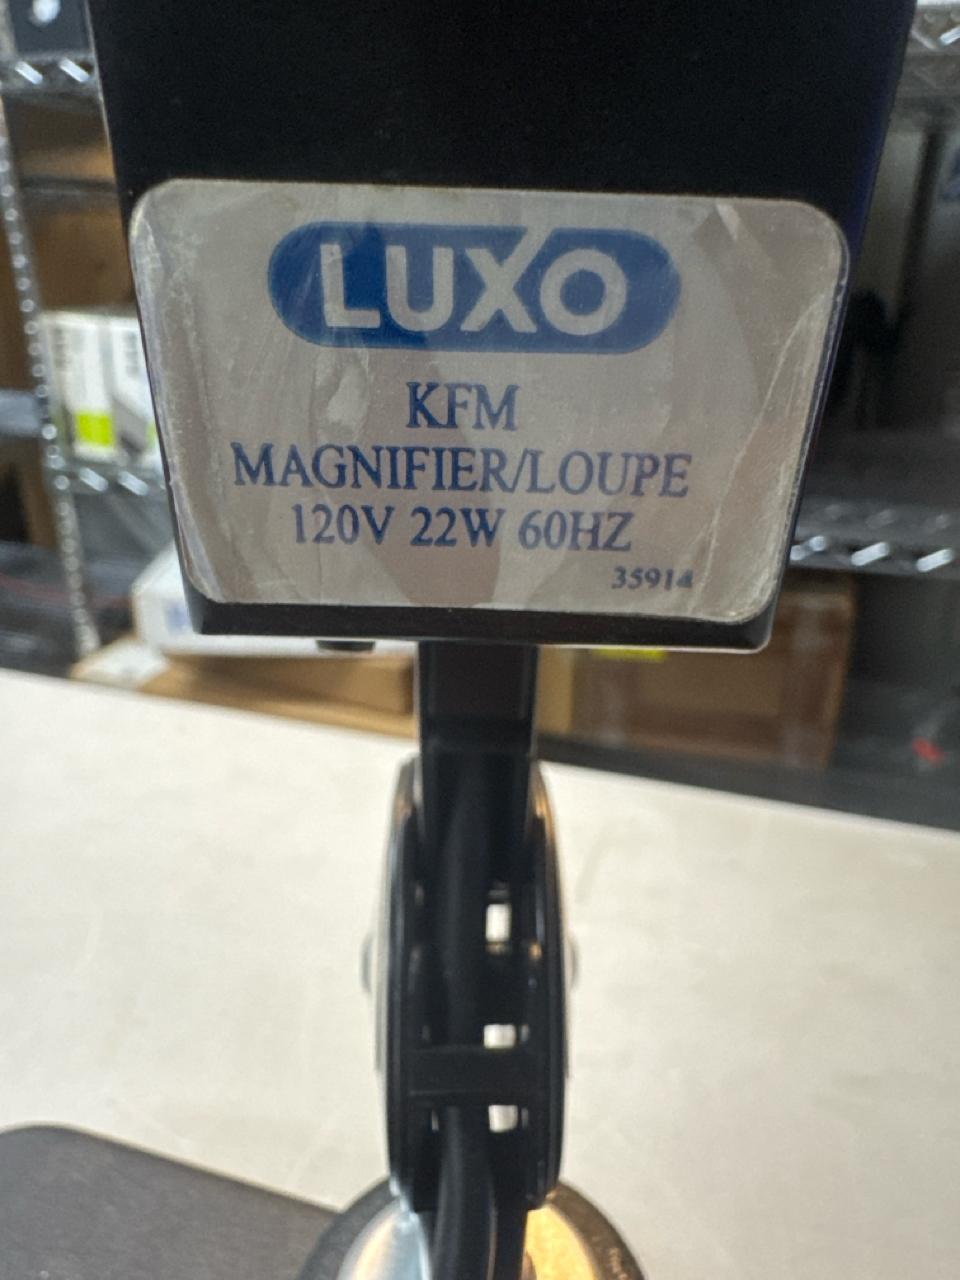 LUXO
KFM
MAGNIFIER/LOUPE
120V 22W 60HZ
35914